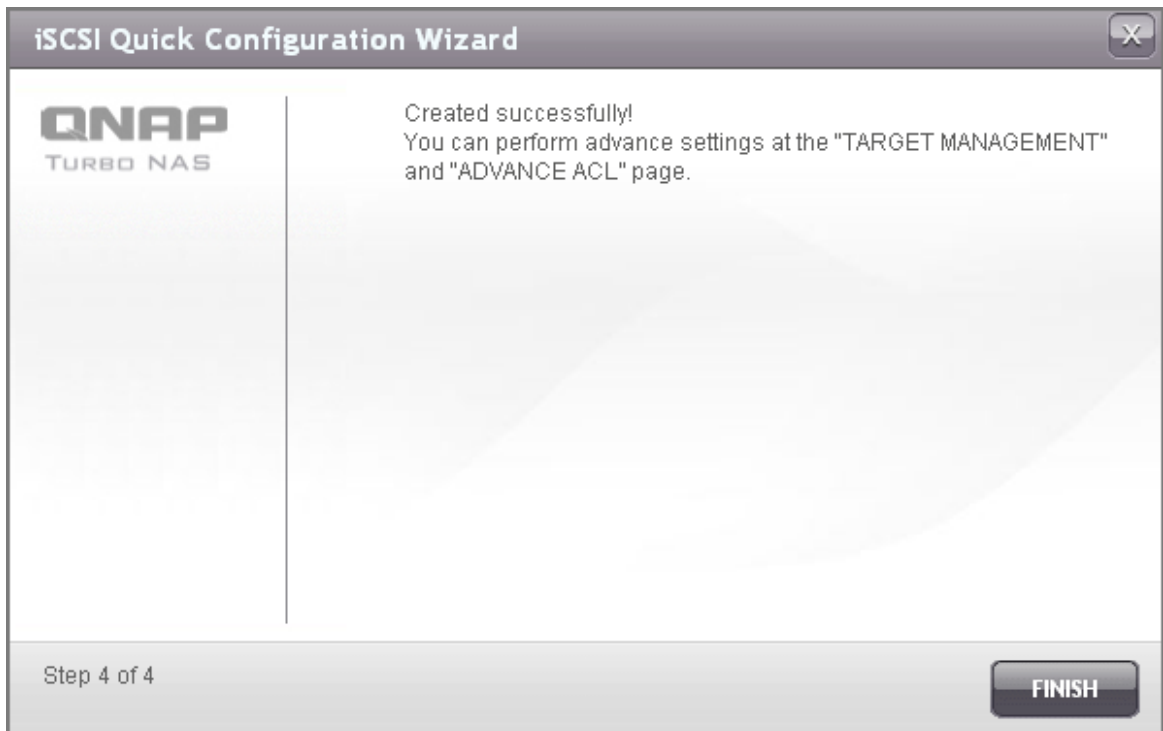 iSCSI Quick Configuration Wizard
X
QNAP
TURBO NAS
Created successfully!
You can perform advance settings at the "TARGET MANAGEMENT"
and "ADVANCE ACL" page.
Step 4 of 4
FINISH